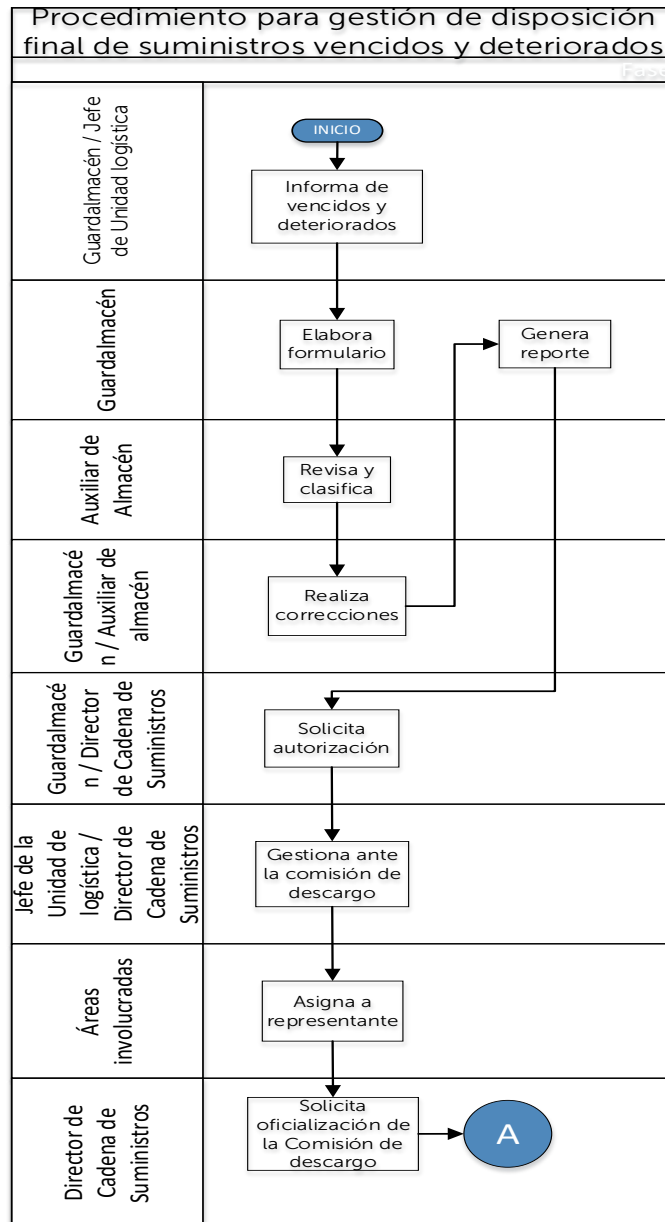 Procedimiento para gestión de disposición
final de suministros vencidos y deteriorados
Fase
Guardalmacén / Jefe
de Unidad logística
INICIO
Informa de
vencidos y
deteriorados
Guardalmacén
Elabora
formulario
Genera
reporte
Auxiliar de
Almacén
Revisa y
clasifica
Guardalmacé
n / Auxiliar de
almacén
Realiza
correcciones
Guardalmacé
n / Director
de Cadena de
Suministros
Solicita
autorización
Jefe de la
Unidad de
logística /
Director de
Cadena de
Suministros
Gestiona ante
la comisión de
descargo
Áreas
involucradas
Asigna a
representante
Director de
Cadena de
Suministros
Solicita
oficialización de
la Comisión de
descargo
A